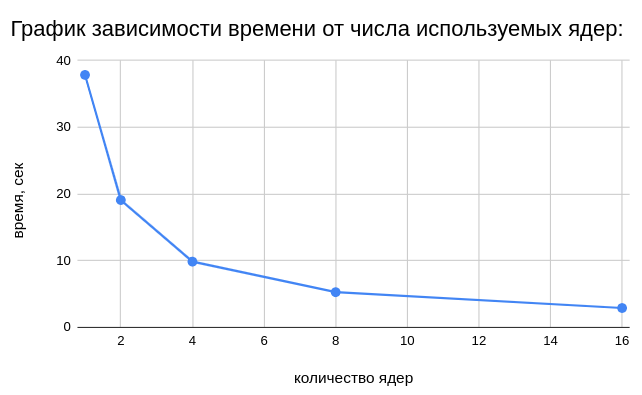 График зависимости времени от числа используемых ядер:
40
30
20
10
0
время, сек
2 4 6 8 10 12 14 16
количество ядер